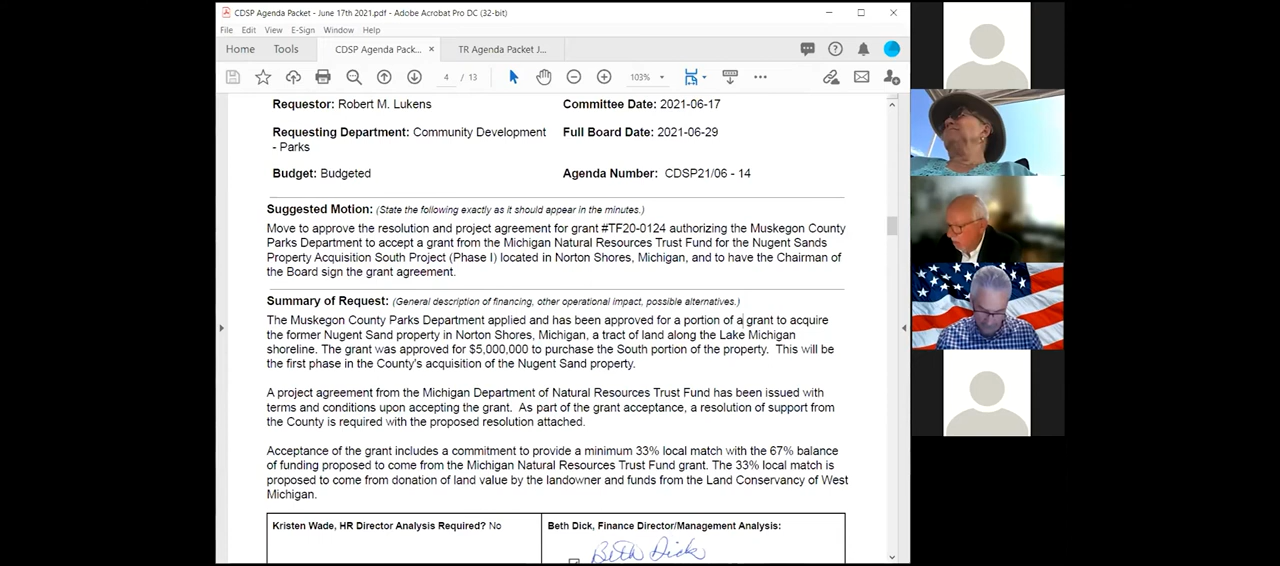 CDSP Agenda Packet - June 17th 2021.pdf - Adobe Acrobat Pro DC (32-bit)
File Edit View E-Sign Window Help
Home Tools CDSP Agenda Pack... × TR Agenda Packet J...
4 / 13 103%
Requestor: Robert M. Lukens Committee Date: 2021-06-17
Requesting Department: Community Development Full Board Date: 2021-06-29
- Parks
Budget: Budgeted Agenda Number: CDSP21/06 - 14
Suggested Motion: (State the following exactly as it should appear in the minutes.)
Move to approve the resolution and project agreement for grant #TF20-0124 authorizing the Muskegon County
Parks Department to accept a grant from the Michigan Natural Resources Trust Fund for the Nugent Sands
Property Acquisition South Project (Phase I) located in Norton Shores, Michigan, and to have the Chairman of
the Board sign the grant agreement.
Summary of Request: (General description of financing, other operational impact, possible alternatives.)
The Muskegon County Parks Department applied and has been approved for a portion of a grant to acquire
the former Nugent Sand property in Norton Shores, Michigan, a tract of land along the Lake Michigan
shoreline. The grant was approved for $5,000,000 to purchase the South portion of the property. This will be
the first phase in the County's acquisition of the Nugent Sand property.
A project agreement from the Michigan Department of Natural Resources Trust Fund has been issued with
terms and conditions upon accepting the grant. As part of the grant acceptance, a resolution of support from
the County is required with the proposed resolution attached.
Acceptance of the grant includes a commitment to provide a minimum 33% local match with the 67% balance
of funding proposed to come from the Michigan Natural Resources Trust Fund grant. The 33% local match is
proposed to come from donation of land value by the landowner and funds from the Land Conservancy of West
Michigan.
Kristen Wade, HR Director Analysis Required? No Beth Dick, Finance Director/Management Analysis:
Beth Dick